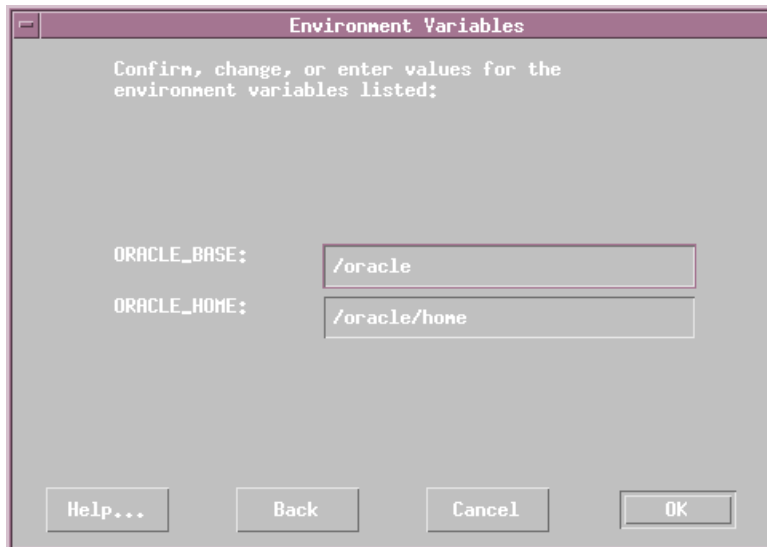 Environment Variables
Confirm, change, or enter values for the
environment variables listed:
ORACLE_BASE:
/oracle
ORACLE_HOME:
/oracle/home
Help...
Back
Cancel
OK